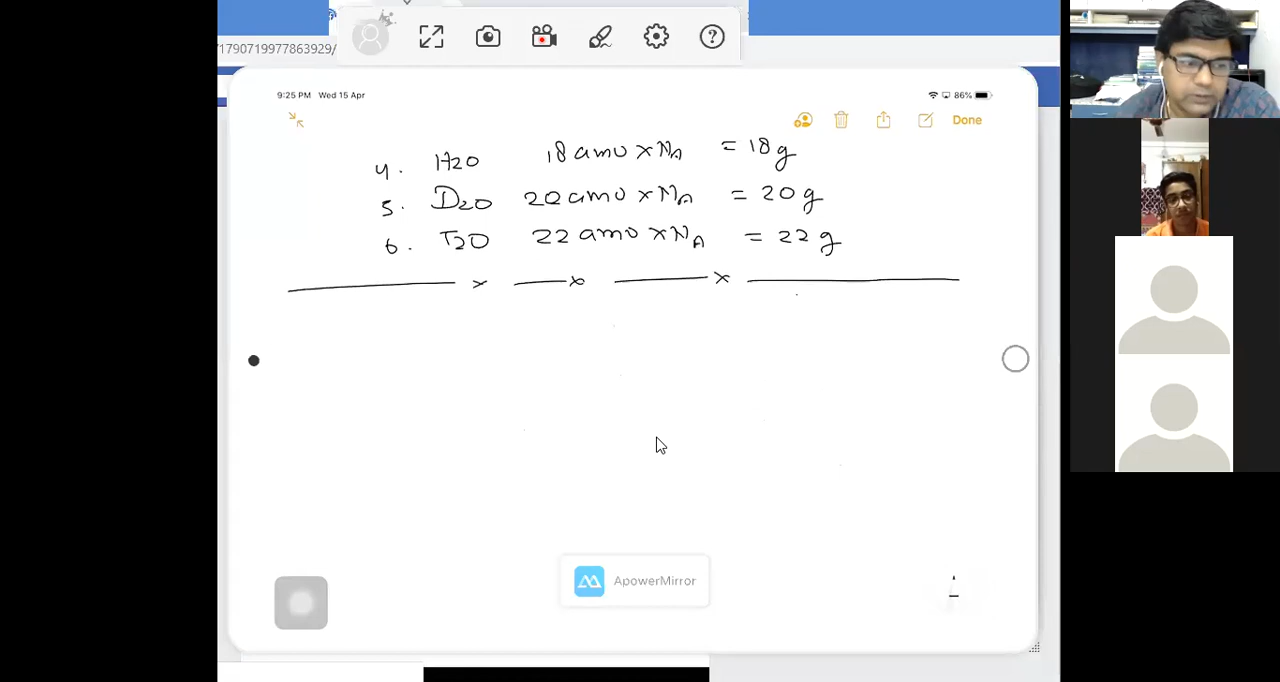 1790719977863929/
9:25 PM Wed 15 Apr
86%
Done
4. H2O 18 amu x NA = 18 g
5. D2O 20 amu x NA = 20 g
6. T2O 22 amu x NA = 22 g
x x x
ApowerMirror